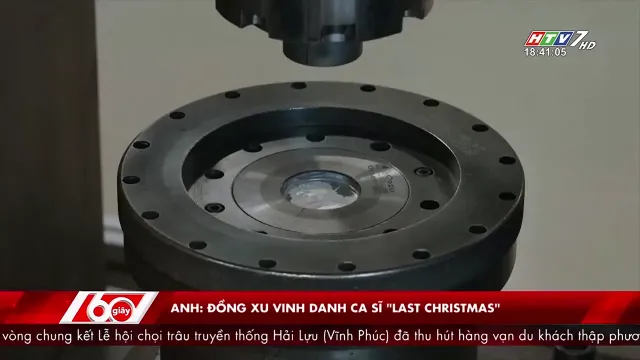 HTV7 HD
18:41:05
60 giây
ANH: ĐỒNG XU VINH DANH CA SĨ "LAST CHRISTMAS"
vòng chung kết Lễ hội chọi trâu truyền thống Hải Lựu (Vĩnh Phúc) đã thu hút hàng vạn du khách thập phươ